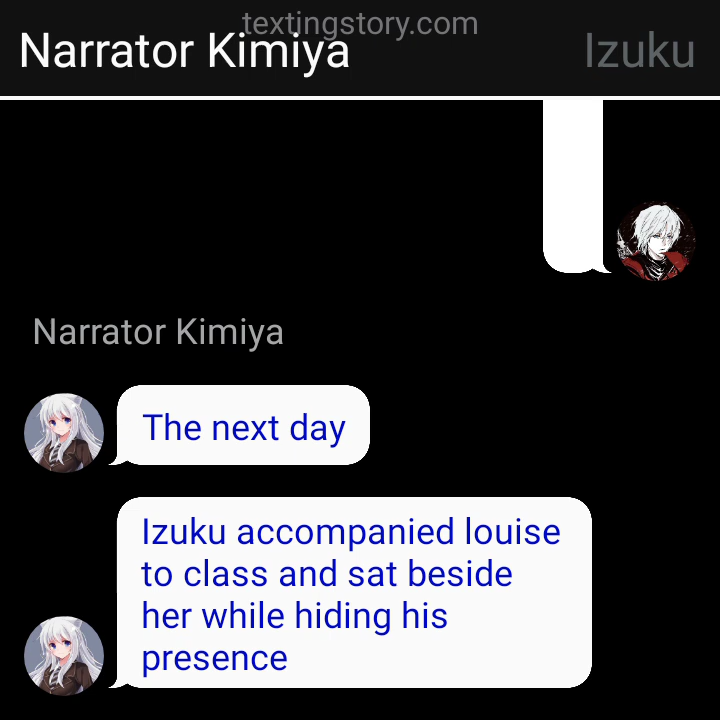 textingstory.com
Narrator Kimiya
Izuku
Narrator Kimiya
The next day
Izuku accompanied louise
to class and sat beside
her while hiding his
presence